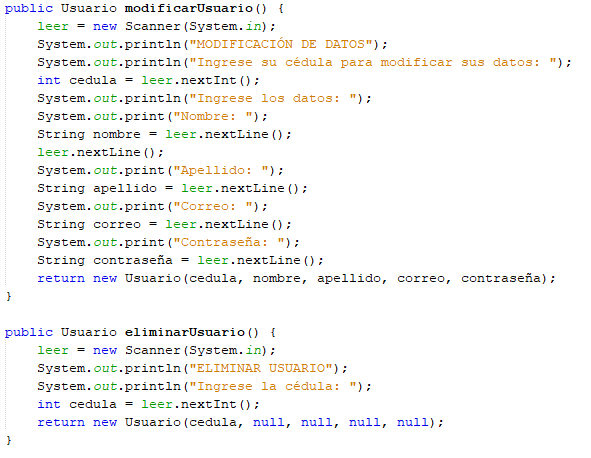 public Usuario modificarUsuario() {
    leer = new Scanner(System.in);
    System.out.println("MODIFICACIÓN DE DATOS");
    System.out.println("Ingrese su cédula para modificar sus datos: ");
    int cedula = leer.nextInt();
    System.out.println("Ingrese los datos: ");
    System.out.print("Nombre: ");
    String nombre = leer.nextLine();
    leer.nextLine();
    System.out.print("Apellido: ");
    String apellido = leer.nextLine();
    System.out.print("Correo: ");
    String correo = leer.nextLine();
    System.out.print("Contraseña: ");
    String contraseña = leer.nextLine();
    return new Usuario(cedula, nombre, apellido, correo, contraseña);
}

public Usuario eliminarUsuario() {
    leer = new Scanner(System.in);
    System.out.println("ELIMINAR USUARIO");
    System.out.println("Ingrese la cédula: ");
    int cedula = leer.nextInt();
    return new Usuario(cedula, null, null, null, null);
}